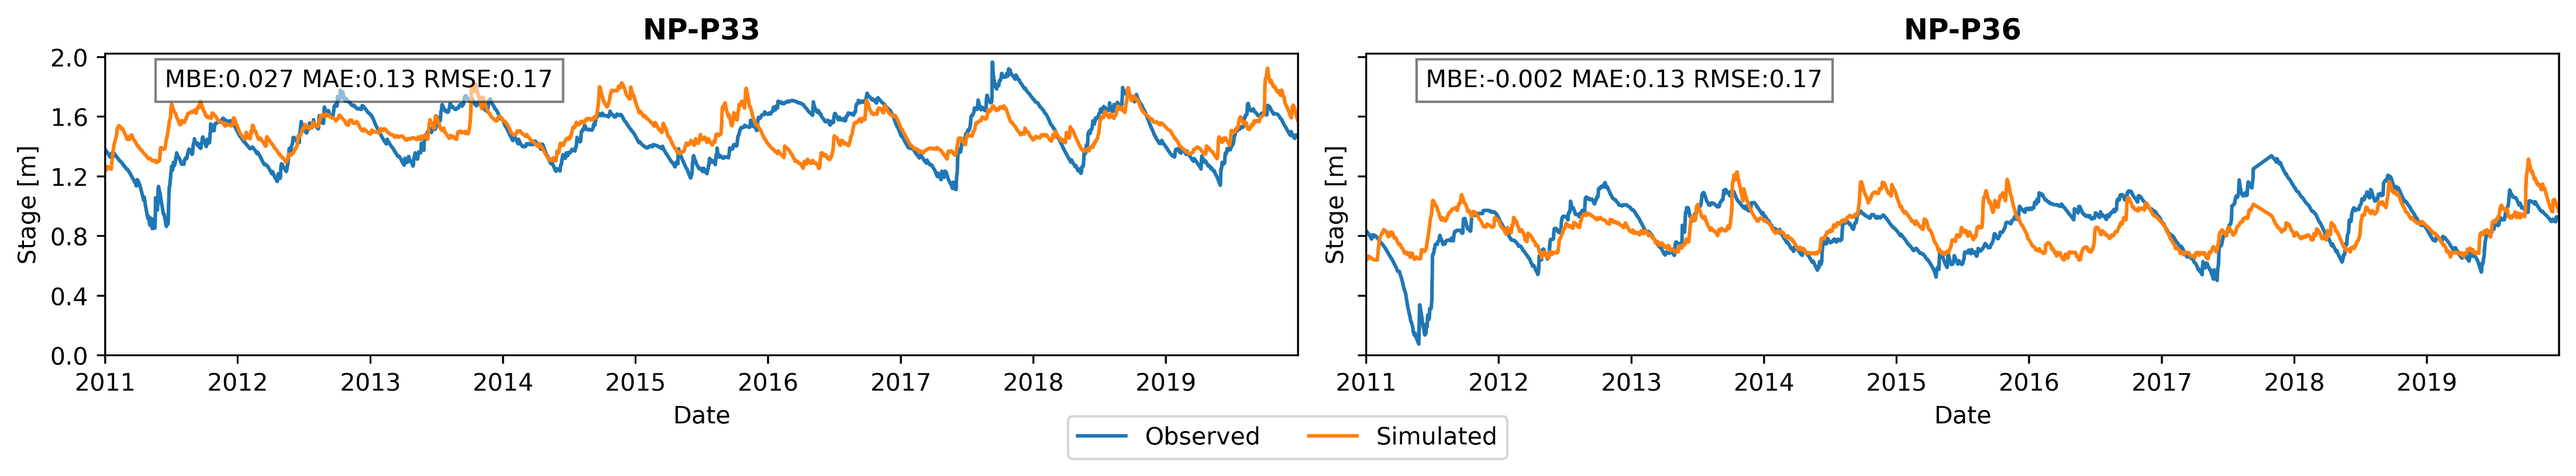 NP-P33
NP-P36
MBE:0.027 MAE:0.13 RMSE:0.17
MBE:-0.002 MAE:0.13 RMSE:0.17
Stage [m]
2.0
1.6
1.2
0.8
0.4
0.0
2011 2012 2013 2014 2015 2016 2017 2018 2019
Date
Stage [m]
2011 2012 2013 2014 2015 2016 2017 2018 2019
Date
Observed Simulated